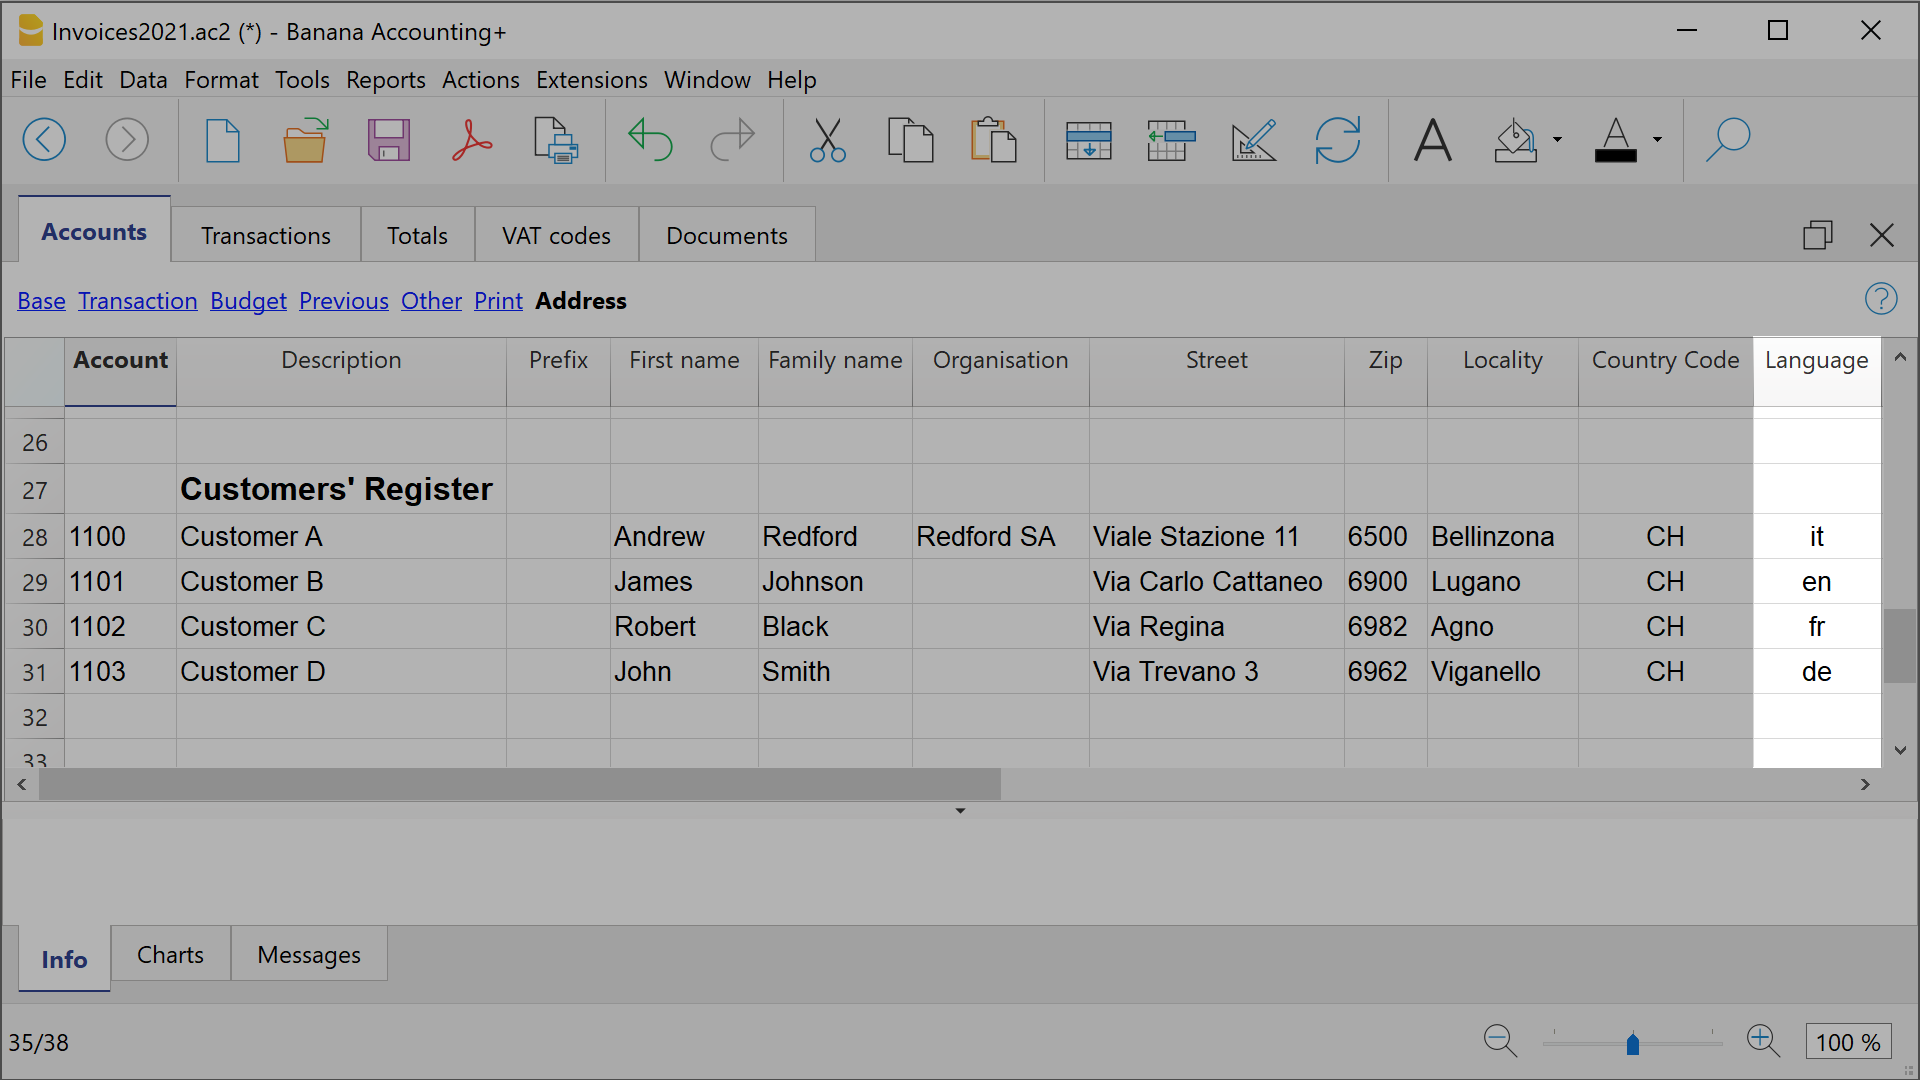 Invoices2021.ac2 (*) - Banana Accounting+
File Edit Data Format Tools Reports Actions Extensions Window Help
Accounts Transactions Totals VAT codes Documents
Base Transaction Budget Previous Other Print Address
Account Description Prefix First name Family name Organisation Street Zip Locality Country Code Language
26
27 Customers' Register
28 1100 Customer A Andrew Redford Redford SA Viale Stazione 11 6500 Bellinzona CH it
29 1101 Customer B James Johnson Via Carlo Cattaneo 6900 Lugano CH en
30 1102 Customer C Robert Black Via Regina 6982 Agno CH fr
31 1103 Customer D John Smith Via Trevano 3 6962 Viganello CH de
32
33
Info Charts Messages
35/38 100 %